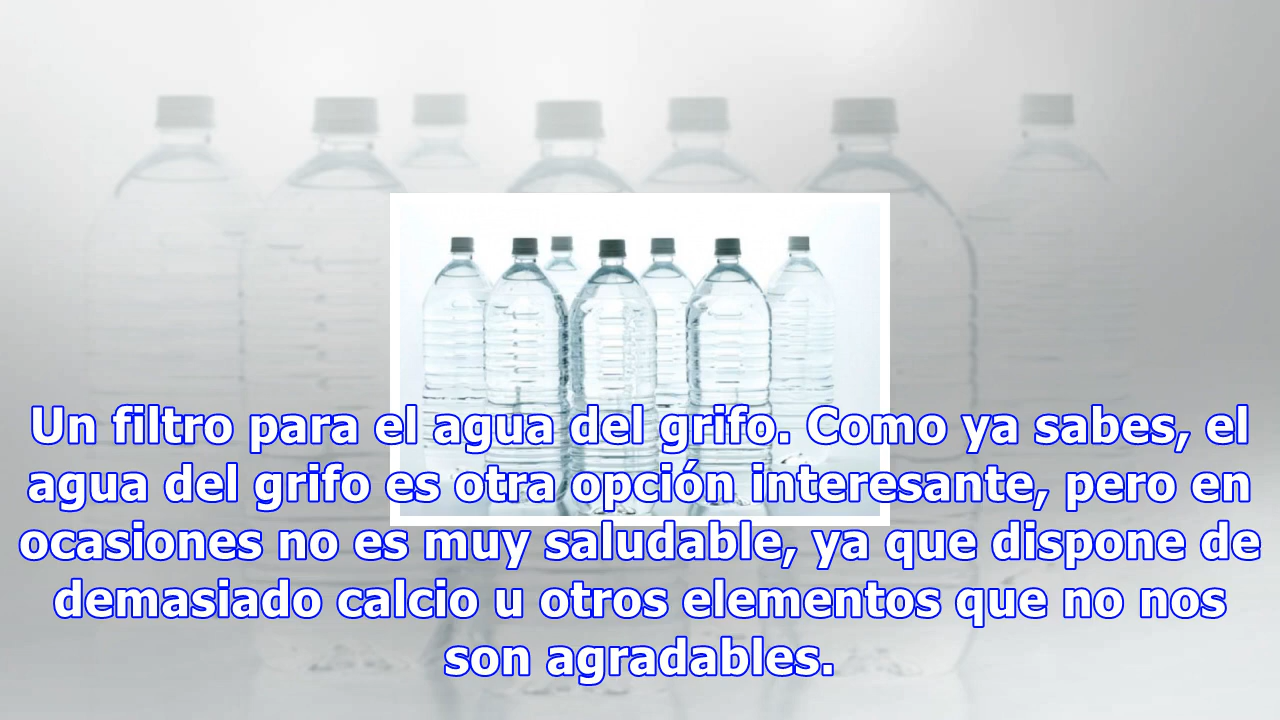 Un filtro para el agua del grifo. Como ya sabes, el
agua del grifo es otra opción interesante, pero en
ocasiones no es muy saludable, ya que dispone de
demasiado calcio u otros elementos que no nos
son agradables.